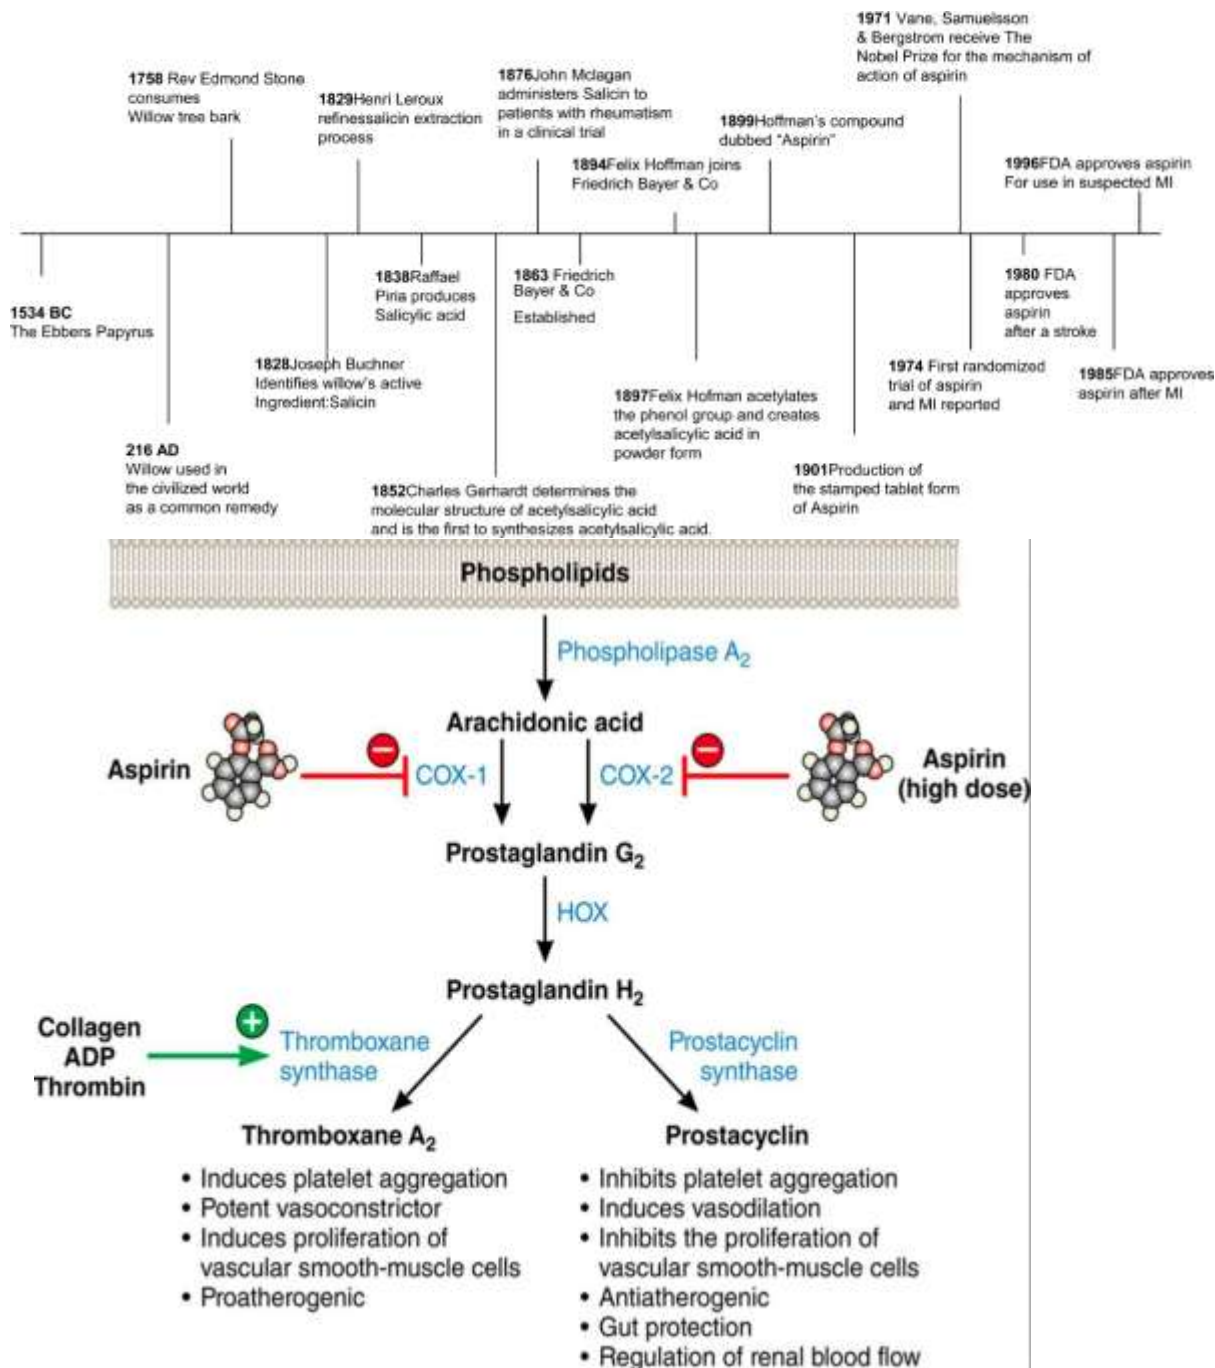 1971 Vane, Samuelsson
& Bergstrom receive The
Nobel Prize for the mechanism of
action of aspirin
1758 Rev Edmond Stone
consumes
Willow tree bark
1829Henri Leroux
refinessalicin extraction
process
1876John Mclagan
administers Salicin to
patients with rheumatism
in a clinical trial
1894Felix Hoffman joins
Friedrich Bayer & Co
1899Hoffman's compound
dubbed "Aspirin"
1996FDA approves aspirin
For use in suspected MI
1534 BC
The Ebbers Papyrus
216 AD
Willow used in
the civilized world
as a common remedy
1828Joseph Buchner
Identifies willow's active
Ingredient:Salicin
1838Raffael
Piria produces
Salicylic acid
1852Charles Gerhardt determines the
molecular structure of acetylsalicylic acid
and is the first to synthesizes acetylsalicylic acid.
1863 Friedrich
Bayer & Co
Established
1897Felix Hofman acetylates
the phenol group and creates
acetylsalicylic acid in
powder form
1901Production of
the stamped tablet form
of Aspirin
1974 First randomized
trial of aspirin
and MI reported
1980 FDA
approves
aspirin
after a stroke
1985FDA approves
aspirin after MI
Phospholipids
Phospholipase A₂
Arachidonic acid
Aspirin
COX-1
COX-2
Aspirin
(high dose)
Prostaglandin G₂
HOX
Prostaglandin H₂
Collagen
ADP
Thrombin
Thromboxane
synthase
Prostacyclin
synthase
Thromboxane A₂
• Induces platelet aggregation
• Potent vasoconstrictor
• Induces proliferation of
vascular smooth-muscle cells
• Proatherogenic
Prostacyclin
• Inhibits platelet aggregation
• Induces vasodilation
• Inhibits the proliferation of
vascular smooth-muscle cells
• Antiatherogenic
• Gut protection
• Regulation of renal blood flow